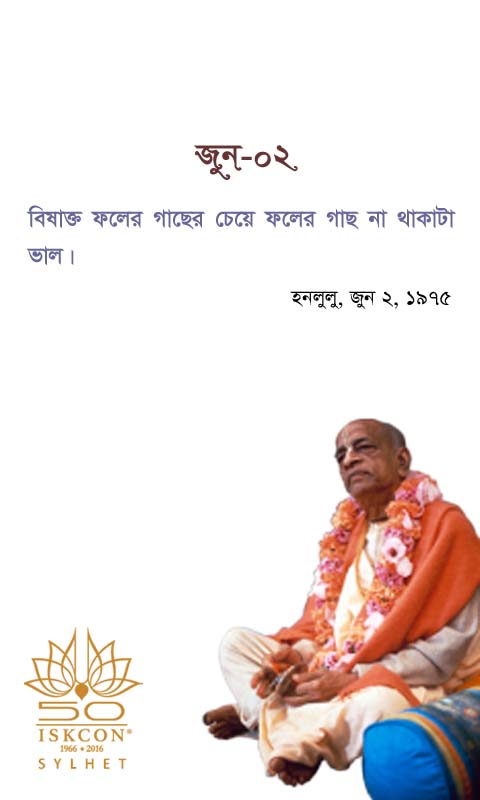 জুন-০২
বিষাক্ত ফলের গাছের চেয়ে ফলের গাছ না থাকাটা
ভাল।
হনলুলু, জুন ২, ১৯৭৫
50
ISKCON®
1966 • 2016
SYLHET